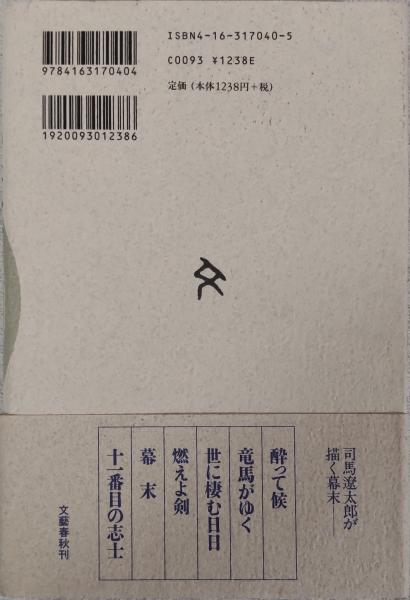 ISBN4-16-317040-5
9784163170404
C0093 ¥1238E
定価（本体1238円＋税）
1920093012386
文
司馬遼太郎が
描く幕末──
酔って候
竜馬がゆく
世に棲む日日
燃えよ剣
幕末
十一番目の志士
文藝春秋刊